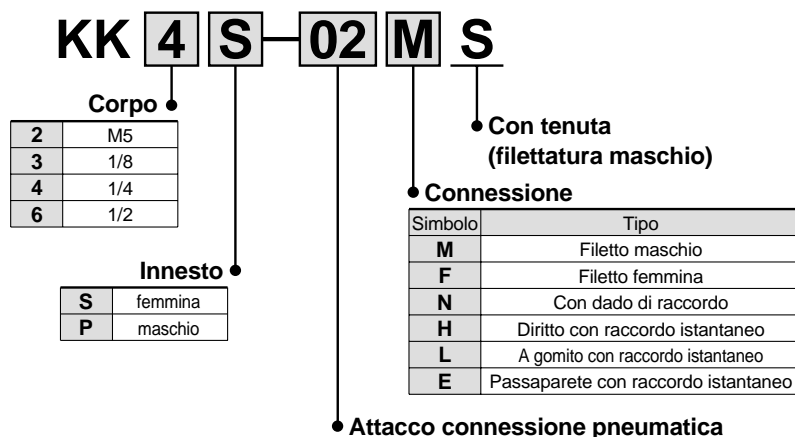 KK 4 S - 02 M S
Corpo
2 M5
3 1/8
4 1/4
6 1/2
Con tenuta
(filettatura maschio)
Connessione
Simbolo Tipo
M Filetto maschio
F Filetto femmina
N Con dado di raccordo
H Diritto con raccordo istantaneo
L A gomito con raccordo istantaneo
E Passaparete con raccordo istantaneo
Innesto
S femmina
P maschio
Attacco connessione pneumatica